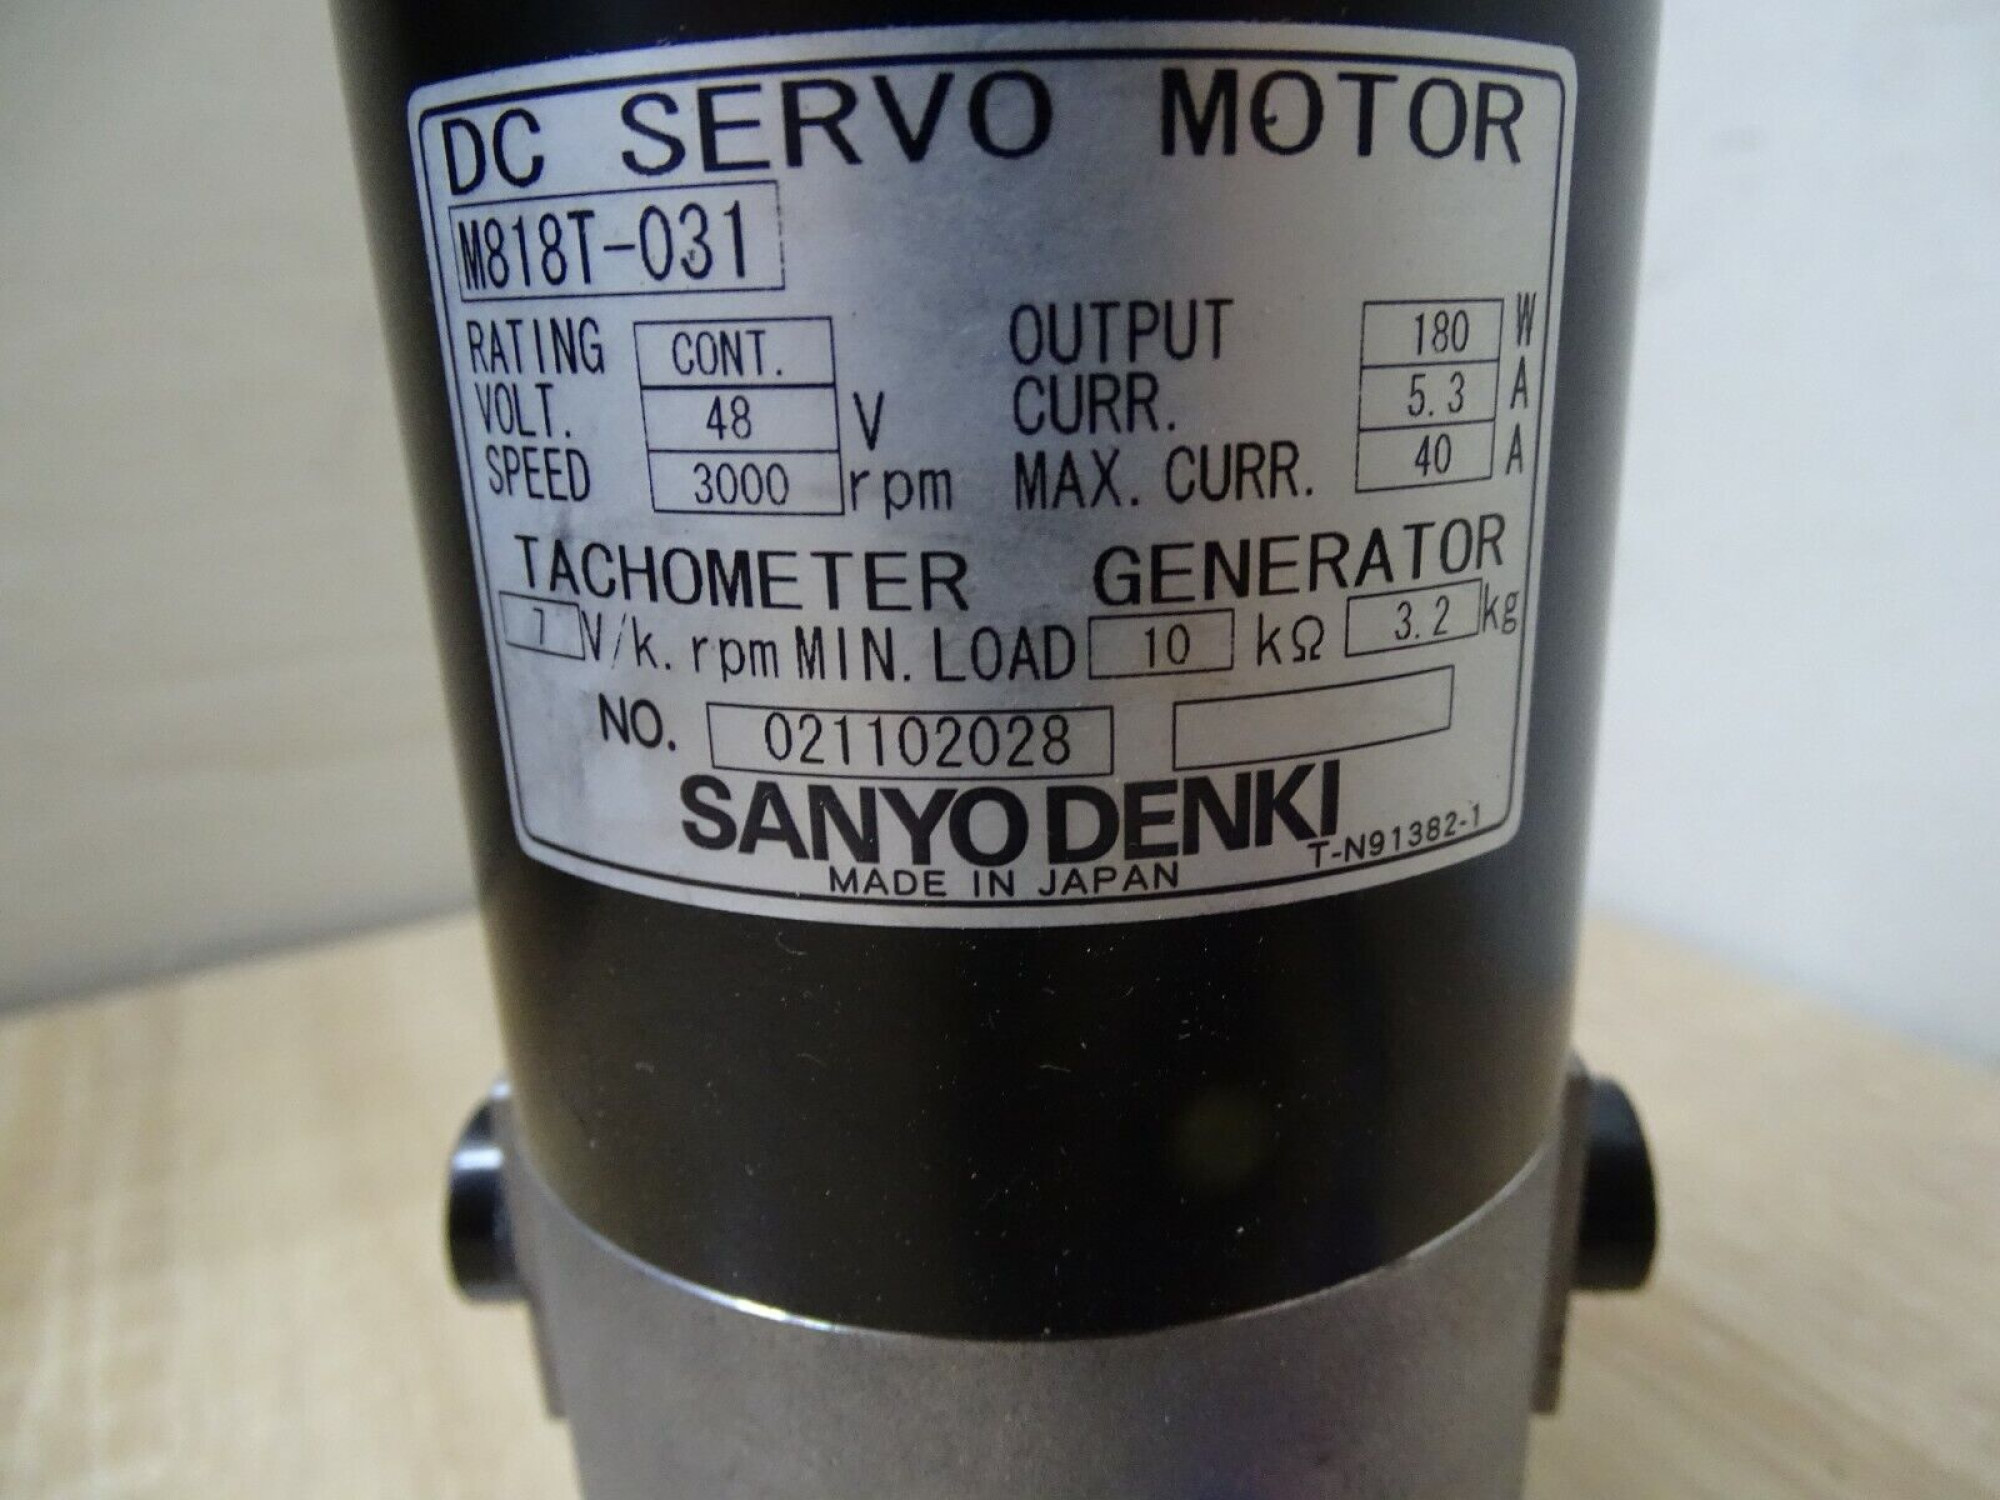 DC SERVO MOTOR
M818T-031
RATING CONT. OUTPUT 180 W
VOLT. 48 V CURR. 5.3 A
SPEED 3000 rpm MAX. CURR. 40 A
TACHOMETER GENERATOR
7 V/k.rpm MIN. LOAD 10 kΩ 3.2 kg
NO. 021102028
SANYO DENKI
T-N91382-1
MADE IN JAPAN